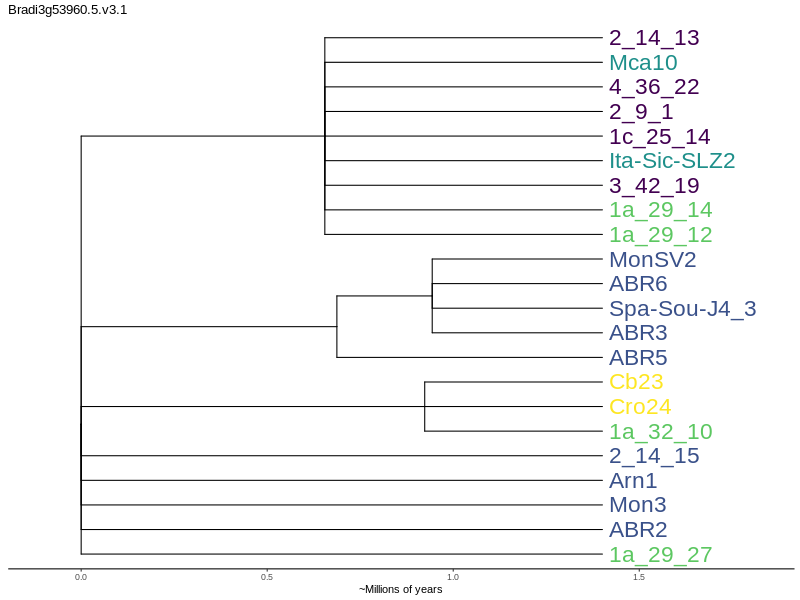 Bradi3g53960.5.v3.1
2_14_13
Mca10
4_36_22
2_9_1
1c_25_14
Ita-Sic-SLZ2
3_42_19
1a_29_14
1a_29_12
MonSV2
ABR6
Spa-Sou-J4_3
ABR3
ABR5
Cb23
Cro24
1a_32_10
2_14_15
Arn1
Mon3
ABR2
1a_29_27
0.0 0.5 1.0 1.5
~Millions of years